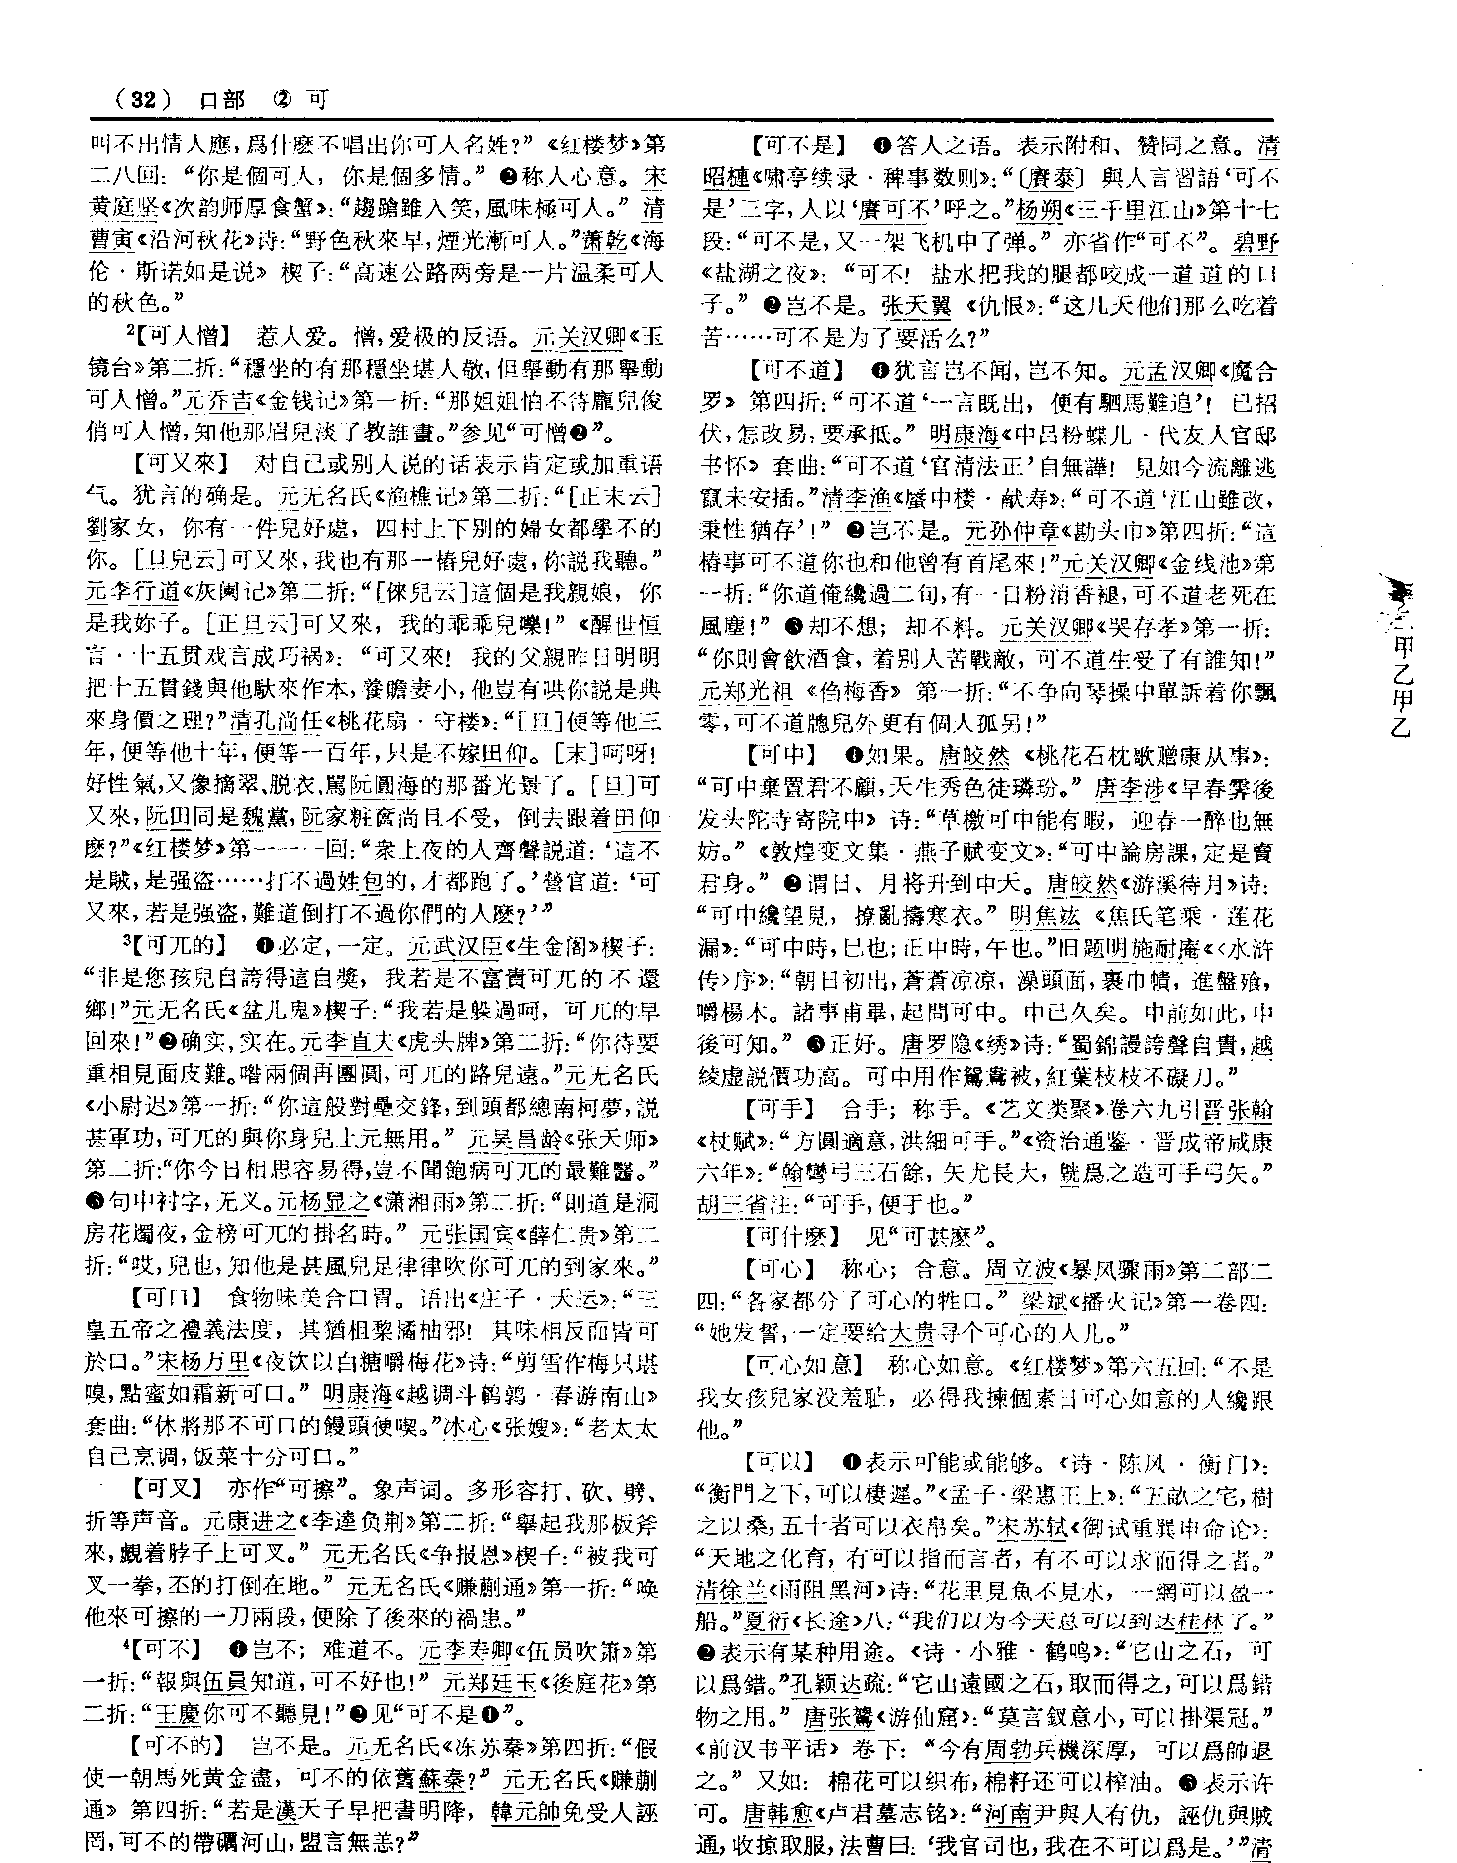 （32） 口部 ② 可
叫不出情人應，爲什麽不唱出你可人名姓？”《红楼梦》第
二八回：“你是個可人，你是個多情。”❷称人心意。宋
黄庭坚《次韵师厚食蟹》：“趨蹌雖入笑，風味極可人。”清
曹寅《沿河秋花》诗：“野色秋來早，煙光漸可人。”萧乾《海
伦·斯诺如是说》楔子：“高速公路两旁是一片温柔可人
的秋色。”
²【可人憎】 惹人爱。憎，爱极的反语。元关汉卿《玉
镜台》第二折：“穩坐的有那穩坐堪人敬，但舉動有那舉動
可人憎。”元乔吉《金钱记》第一折：“那姐姐怕不待龐兒俊
俏可人憎，知他那眉兒淡了教誰畫。”参见“可憎❷”。
【可又來】 对自己或别人说的话表示肯定或加重语
气。犹言的确是。元无名氏《渔樵记》第二折：“[正末云]
劉家女，你有一件兒好處，四村上下别的婦女都學不的
你。[旦兒云]可又來，我也有那一樁兒好處，你説我聽。”
元李行道《灰阑记》第二折：“[俫兒云]這個是我親娘，你
是我妳子。[正旦云]可又來，我的乖乖兒嚛！”《醒世恒
言·十五贯戏言成巧祸》：“可又來！我的父親昨日明明
把十五貫錢與他馱來作本，養贍妻小，他豈有哄你説是典
來身價之理？”清孔尚任《桃花扇·守楼》：“[旦]便等他三
年，便等他十年，便等一百年，只是不嫁田仰。[末]呵呀！
好性氣，又像摘翠、脱衣、駡阮圓海的那番光景了。[旦]可
又來，阮田同是魏黨，阮家粧奩尚且不受，倒去跟着田仰
麽？”《红楼梦》第一一一回：“衆上夜的人齊聲説道：‘這不
是賊，是强盗……打不過姓包的，才都跑了。’營官道：‘可
又來，若是强盗，難道倒打不過你們的人麽？’”
³【可兀的】 ❶必定，一定。元武汉臣《生金阁》楔子：
“非是您孩兒自誇得這自獎，我若是不富貴可兀的不還
鄉！”元无名氏《盆儿鬼》楔子：“我若是躲過呵，可兀的早
回來！”❷确实，实在。元李直夫《虎头牌》第二折：“你待要
重相見面皮難。喒兩個再團圓，可兀的路兒遠。”元无名氏
《小尉迟》第一折：“你這般對壘交鋒，到頭都總南柯夢，説
甚軍功，可兀的與你身兒上元無用。”元吴昌龄《张天师》
第二折：“你今日相思容易得，豈不聞飽病可兀的最難醫。”
❸句中衬字，无义。元杨显之《潇湘雨》第二折：“則道是洞
房花燭夜，金榜可兀的掛名時。”元张国宾《薛仁贵》第二
折：“哎，兒也，知他是甚風兒足律律吹你可兀的到家來。”
【可口】 食物味美合口胃。语出《庄子·天运》：“三
皇五帝之禮義法度，其猶柤棃橘柚邪！其味相反而皆可
於口。”宋杨万里《夜饮以白糖嚼梅花》诗：“剪雪作梅只堪
嗅，點蜜如霜新可口。”明康海《越调斗鹌鹑·春游南山》
套曲：“休將那不可口的饅頭便喫。”冰心《张嫂》：“老太太
自己烹调，饭菜十分可口。”
【可叉】 亦作“可擦”。象声词。多形容打、砍、劈、
折等声音。元康进之《李逵负荆》第二折：“舉起我那板斧
來，覷着脖子上可叉。”元无名氏《争报恩》楔子：“被我可
叉一拳，丕的打倒在地。”元无名氏《赚蒯通》第一折：“喚
他來可擦的一刀兩段，便除了後來的禍患。”
⁴【可不】 ❶岂不；难道不。元李寿卿《伍员吹箫》第
一折：“報與伍員知道，可不好也！”元郑廷玉《後庭花》第
二折：“王慶你可不聽見！”❷见“可不是❶”。
【可不的】 岂不是。元无名氏《冻苏秦》第四折：“假
使一朝馬死黄金盡，可不的依舊蘇秦？”元无名氏《赚蒯
通》第四折：“若是漢天子早把書明降，韓元帥免受人誣
罔，可不的帶礪河山，盟言無恙？”
【可不是】 ❶答人之语。表示附和、赞同之意。清
昭槤《啸亭续录·稗事数则》：“〔賡泰〕與人言習語‘可不
是’三字，人以‘賡可不’呼之。”杨朔《三千里江山》第十七
段：“可不是，又一架飞机中了弹。”亦省作“可不”。碧野
《盐湖之夜》：“可不！盐水把我的腿都咬成一道道的口
子。”❷岂不是。张天翼《仇恨》：“这几天他们那么吃着
苦……可不是为了要活么？”
【可不道】 ❶犹言岂不闻，岂不知。元孟汉卿《魔合
罗》第四折：“可不道‘一言既出，便有駟馬難追’！已招
伏，怎改易，要承抵。”明康海《中吕粉蝶儿·代友人官邸
书怀》套曲：“可不道‘官清法正’自無譁！見如今流離逃
竄未安插。”清李渔《蜃中楼·献寿》：“可不道‘江山雖改，
秉性猶存’！”❷岂不是。元孙仲章《勘头巾》第四折：“這
樁事可不道你也和他曾有首尾來！”元关汉卿《金线池》第
一折：“你道俺纔過二旬，有一日粉消香褪，可不道老死在
風塵！”❸却不想；却不料。元关汉卿《哭存孝》第一折：
“你則會飲酒食，着别人苦戰敵，可不道生受了有誰知！”
元郑光祖《㑇梅香》第一折：“不争向琴操中單訴着你飄
零，可不道牕兒外更有個人孤另！”
【可中】 ❶如果。唐皎然《桃花石枕歌赠康从事》：
“可中棄置君不顧，天生秀色徒璘玢。”唐李涉《早春霁後
发头陀寺寄院中》诗：“草檄可中能有暇，迎春一醉也無
妨。”《敦煌变文集·燕子赋变文》：“可中論房課，定是賣
君身。”❷谓日、月将升到中天。唐皎然《游溪待月》诗：
“可中纔望見，撩亂擣寒衣。”明焦竑《焦氏笔乘·莲花
漏》：“可中時，巳也；正中時，午也。”旧题明施耐庵《〈水浒
传〉序》：“朝日初出，蒼蒼涼涼，澡頭面，裹巾幘，進盤飱，
嚼楊木。諸事甫畢，起問可中。中已久矣。中前如此，中
後可知。”❸正好。唐罗隐《绣》诗：“蜀錦謾誇聲自貴，越
綾虚説價功高。可中用作鴛鴦被，紅葉枝枝不礙刀。”
【可手】 合手；称手。《艺文类聚》卷六九引晋张翰
《杖赋》：“方圓適意，洪細可手。”《资治通鉴·晋成帝咸康
六年》：“翰彎弓三石餘，矢尤長大，皝爲之造可手弓矢。”
胡三省注：“可手，便于也。”
【可什麽】 见“可甚麽”。
【可心】 称心；合意。周立波《暴风骤雨》第二部二
四：“各家都分了可心的牲口。”梁斌《播火记》第一卷四：
“她发誓，一定要给大贵寻个可心的人儿。”
【可心如意】 称心如意。《红楼梦》第六五回：“不是
我女孩兒家没羞耻，必得我揀個素日可心如意的人纔跟
他。”
【可以】 ❶表示可能或能够。《诗·陈风·衡门》：
“衡門之下，可以棲遲。”《孟子·梁惠王上》：“五畝之宅，樹
之以桑，五十者可以衣帛矣。”宋苏轼《御试重巽申命论》：
“天地之化育，有可以指而言者，有不可以求而得之者。”
清徐兰《雨阻黑河》诗：“花里見魚不見水，一網可以盈一
船。”夏衍《长途》八：“我们以为今天总可以到达桂林了。”
❷表示有某种用途。《诗·小雅·鹤鸣》：“它山之石，可
以爲錯。”孔颖达疏：“它山遠國之石，取而得之，可以爲錯
物之用。”唐张鷟《游仙窟》：“莫言釵意小，可以掛渠冠。”
《前汉书平话》卷下：“今有周勃兵機深厚，可以爲帥退
之。”又如：棉花可以织布，棉籽还可以榨油。❸表示许
可。唐韩愈《卢君墓志铭》：“河南尹與人有仇，誣仇與賊
通，收掠取服，法曹曰：‘我官司也，我在不可以爲是。’”清
甲乙甲乙